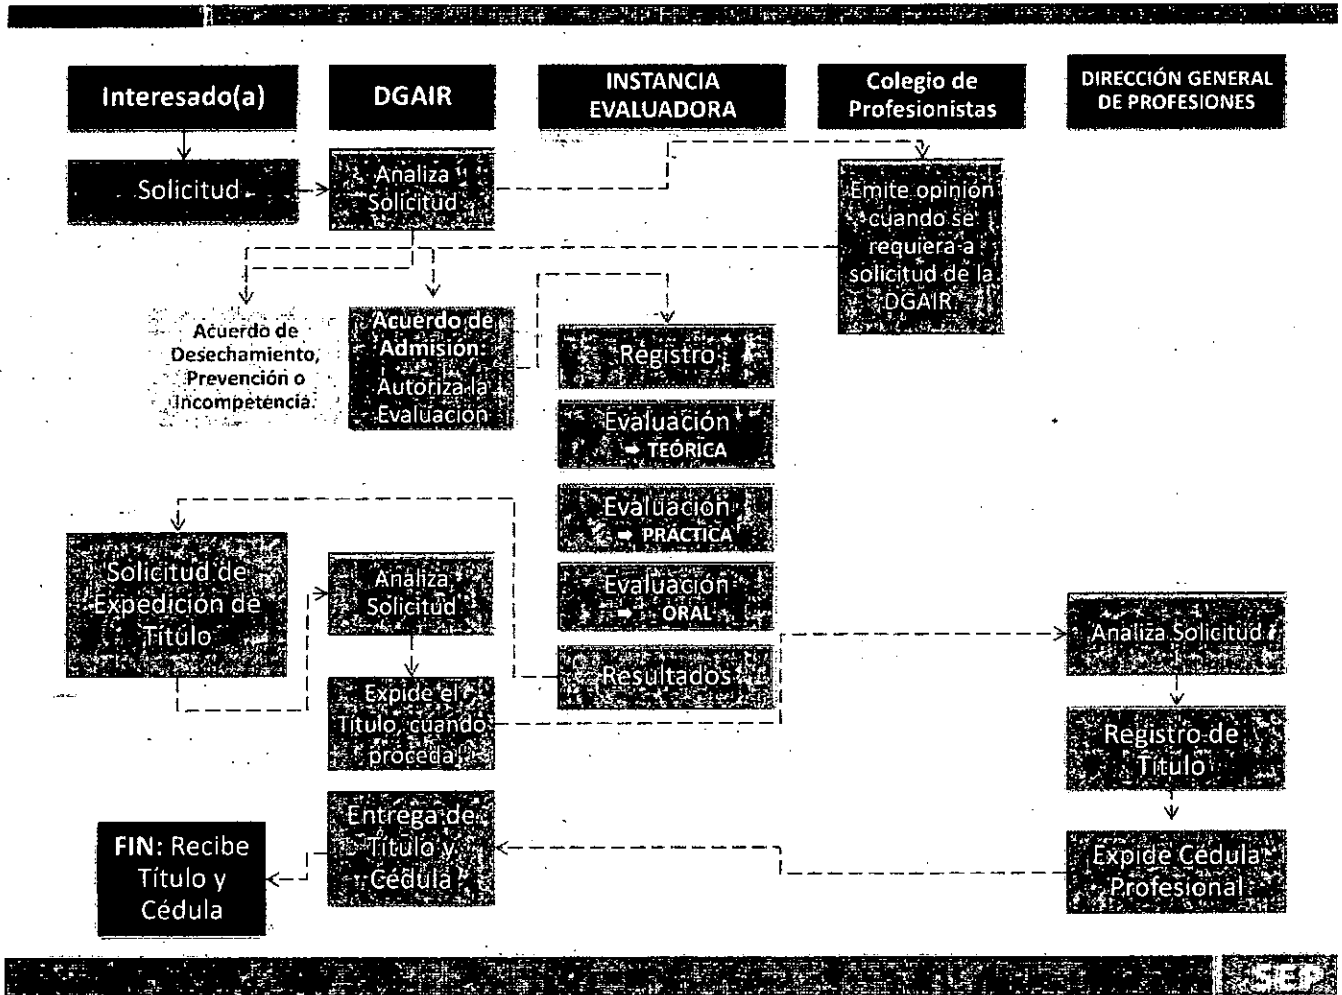 Interesado(a)
DGAIR
INSTANCIA
EVALUADORA
Colegio de
Profesionistas
DIRECCIÓN GENERAL
DE PROFESIONES
Solicitud
Analiza
Solicitud
Emite opinión
cuando se
requiera a
solicitud de la
DGAIR
Acuerdo de
Desechamiento,
Prevención o
Incompetencia.
Acuerdo de
Admisión.
Autoriza la
Evaluación
Registro
Evaluación
➡ TEÓRICA
Evaluación
➡ PRÁCTICA
Evaluación
➡ ORAL
Resultados
Solicitud de
Expedición de
Título
Analiza
Solicitud
Expide el
Título, cuando
proceda
Analiza Solicitud
Registro de
Título
Expide Cédula
Profesional
Entrega de
Título y
Cédula
FIN: Recibe
Título y
Cédula
SEP